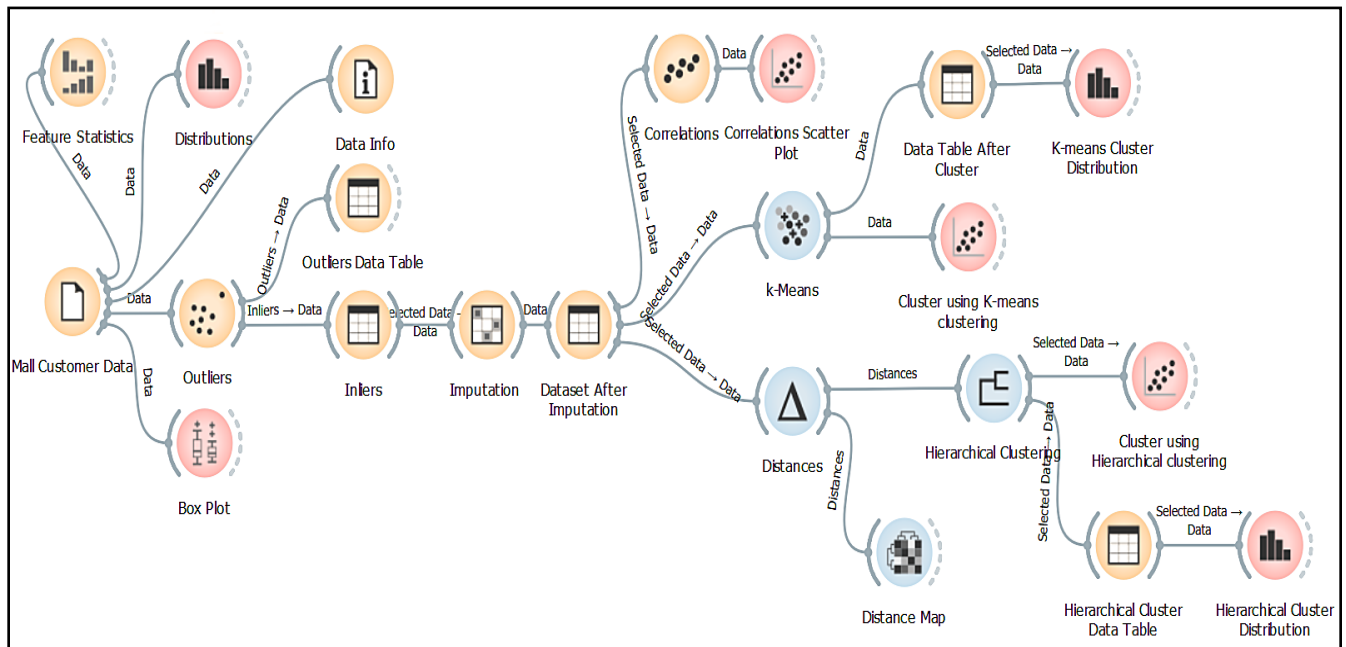 Feature Statistics
Distributions
Data Info
Data
Data
Data
Outliers → Data
Outliers Data Table
Mall Customer Data
Data
Outliers
Inliers → Data
Inliers
elected Data
Data
Imputation
Data
Dataset After
Imputation
Data
Box Plot
Selected Data → Data
Correlations
Data
Correlations Scatter
Plot
Selected Data → Data
k-Means
Data
Data Table After
Cluster
Selected Data →
Data
K-means Cluster
Distribution
Data
Cluster using K-means
clustering
Selected Data → Data
Distances
Distances
Hierarchical Clustering
Selected Data →
Data
Cluster using
Hierarchical clustering
Distances
Distance Map
Selected Data → Data
Hierarchical Cluster
Data Table
Selected Data →
Data
Hierarchical Cluster
Distribution